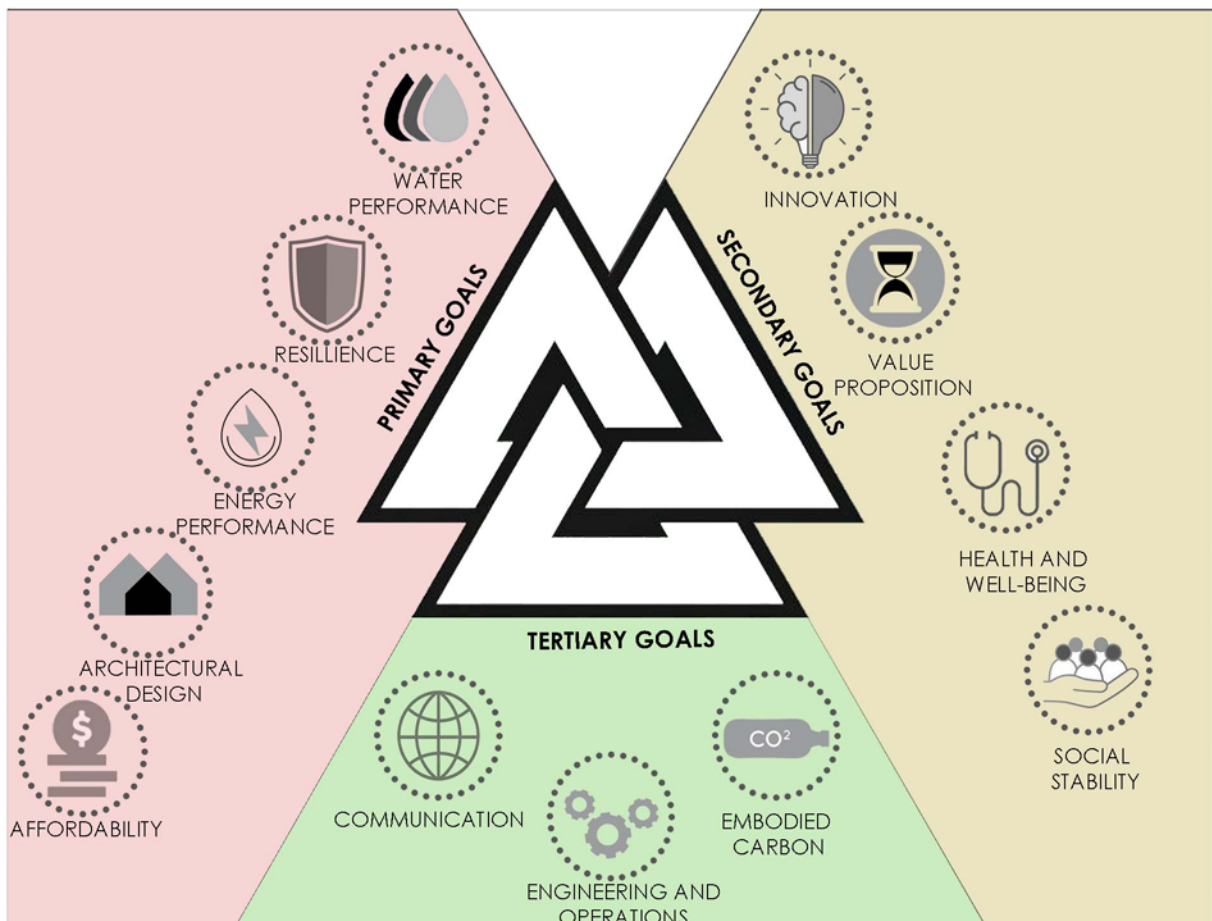 WATER
PERFORMANCE
RESILLIENCE
ENERGY
PERFORMANCE
ARCHITECTURAL
DESIGN
$
AFFORDABILITY
PRIMARY GOALS
SECONDARY GOALS
INNOVATION
VALUE
PROPOSITION
HEALTH AND
WELL-BEING
SOCIAL
STABILITY
TERTIARY GOALS
COMMUNICATION
ENGINEERING AND
OPERATIONS
CO²
EMBODIED
CARBON